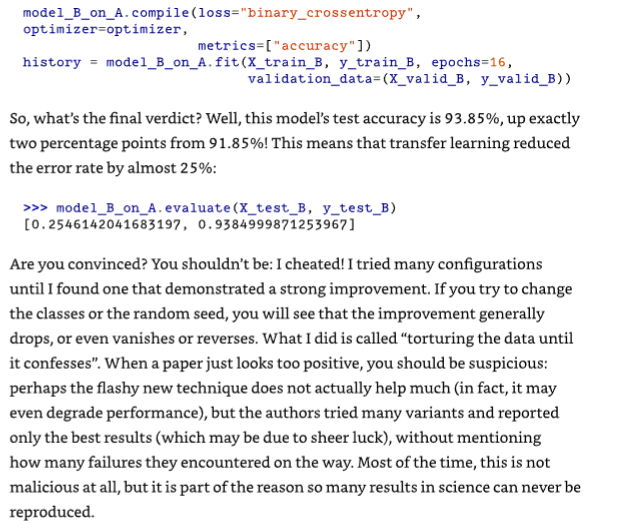 model_B_on_A.compile(loss="binary_crossentropy",
optimizer=optimizer,
metrics=["accuracy"])
history = model_B_on_A.fit(X_train_B, y_train_B, epochs=16,
validation_data=(X_valid_B, y_valid_B))
So, what's the final verdict? Well, this model's test accuracy is 93.85%, up exactly
two percentage points from 91.85%! This means that transfer learning reduced
the error rate by almost 25%:
>>> model_B_on_A.evaluate(X_test_B, y_test_B)
[0.2546142041683197, 0.9384999871253967]
Are you convinced? You shouldn't be: I cheated! I tried many configurations
until I found one that demonstrated a strong improvement. If you try to change
the classes or the random seed, you will see that the improvement generally
drops, or even vanishes or reverses. What I did is called “torturing the data until
it confesses”. When a paper just looks too positive, you should be suspicious:
perhaps the flashy new technique does not actually help much (in fact, it may
even degrade performance), but the authors tried many variants and reported
only the best results (which may be due to sheer luck), without mentioning
how many failures they encountered on the way. Most of the time, this is not
malicious at all, but it is part of the reason so many results in science can never be
reproduced.